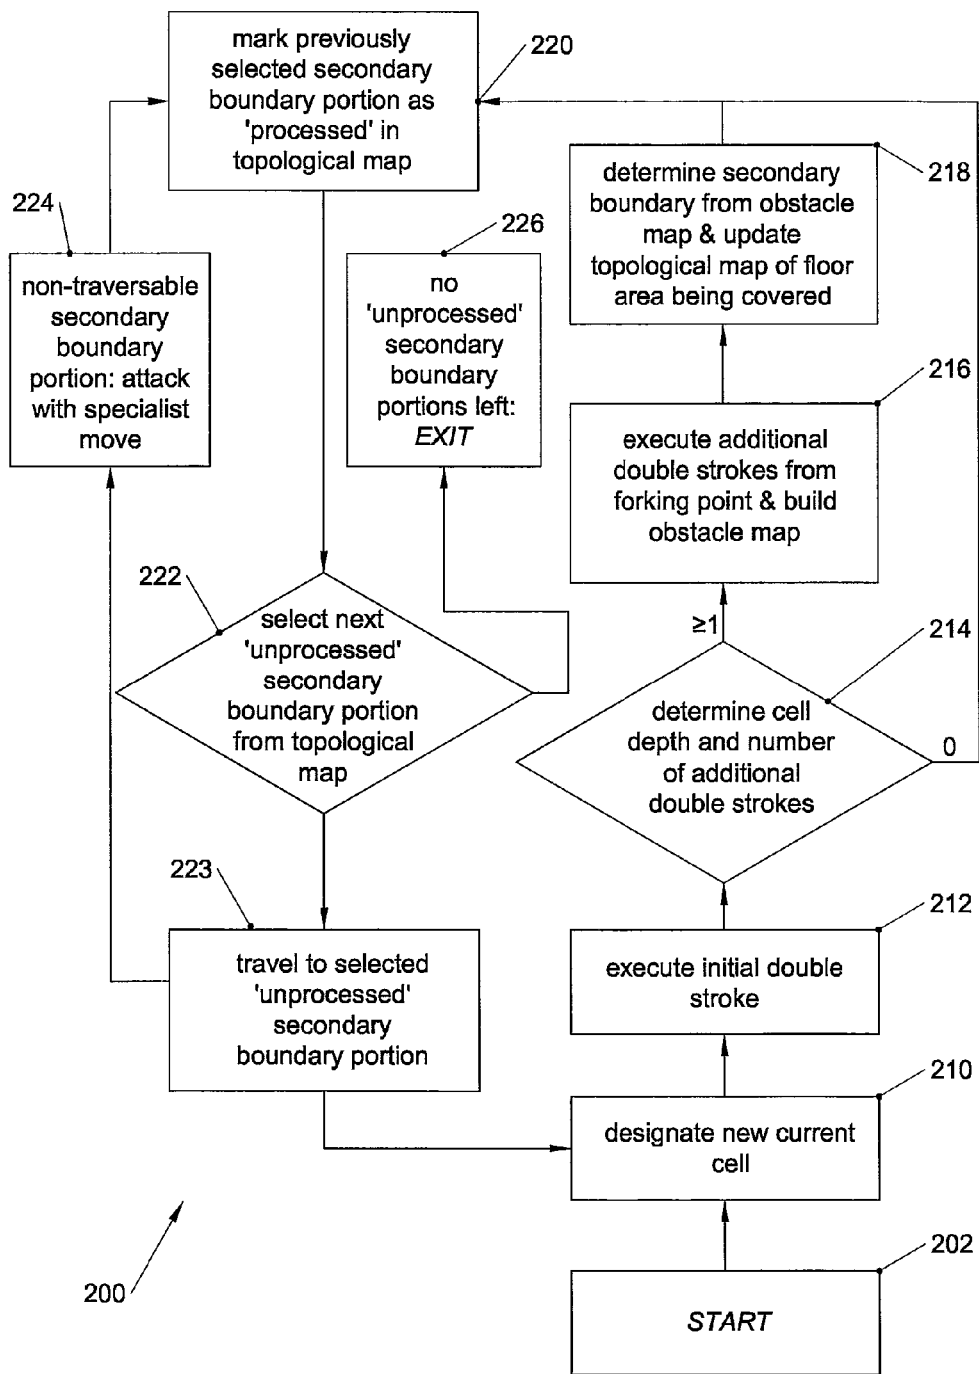 mark previously
selected secondary
boundary portion as
'processed' in
topological map
220
224
non-traversable
secondary
boundary
portion: attack
with specialist
move
226
no
'unprocessed'
secondary
boundary
portions left:
EXIT
218
determine secondary
boundary from obstacle
map & update
topological map of floor
area being covered
216
execute additional
double strokes from
forking point & build
obstacle map
222
select next
'unprocessed'
secondary
boundary portion
from topological
map
≥1
214
determine cell
depth and number
of additional
double strokes
0
223
travel to selected
'unprocessed'
secondary
boundary portion
212
execute initial double
stroke
210
designate new current
cell
202
START
200